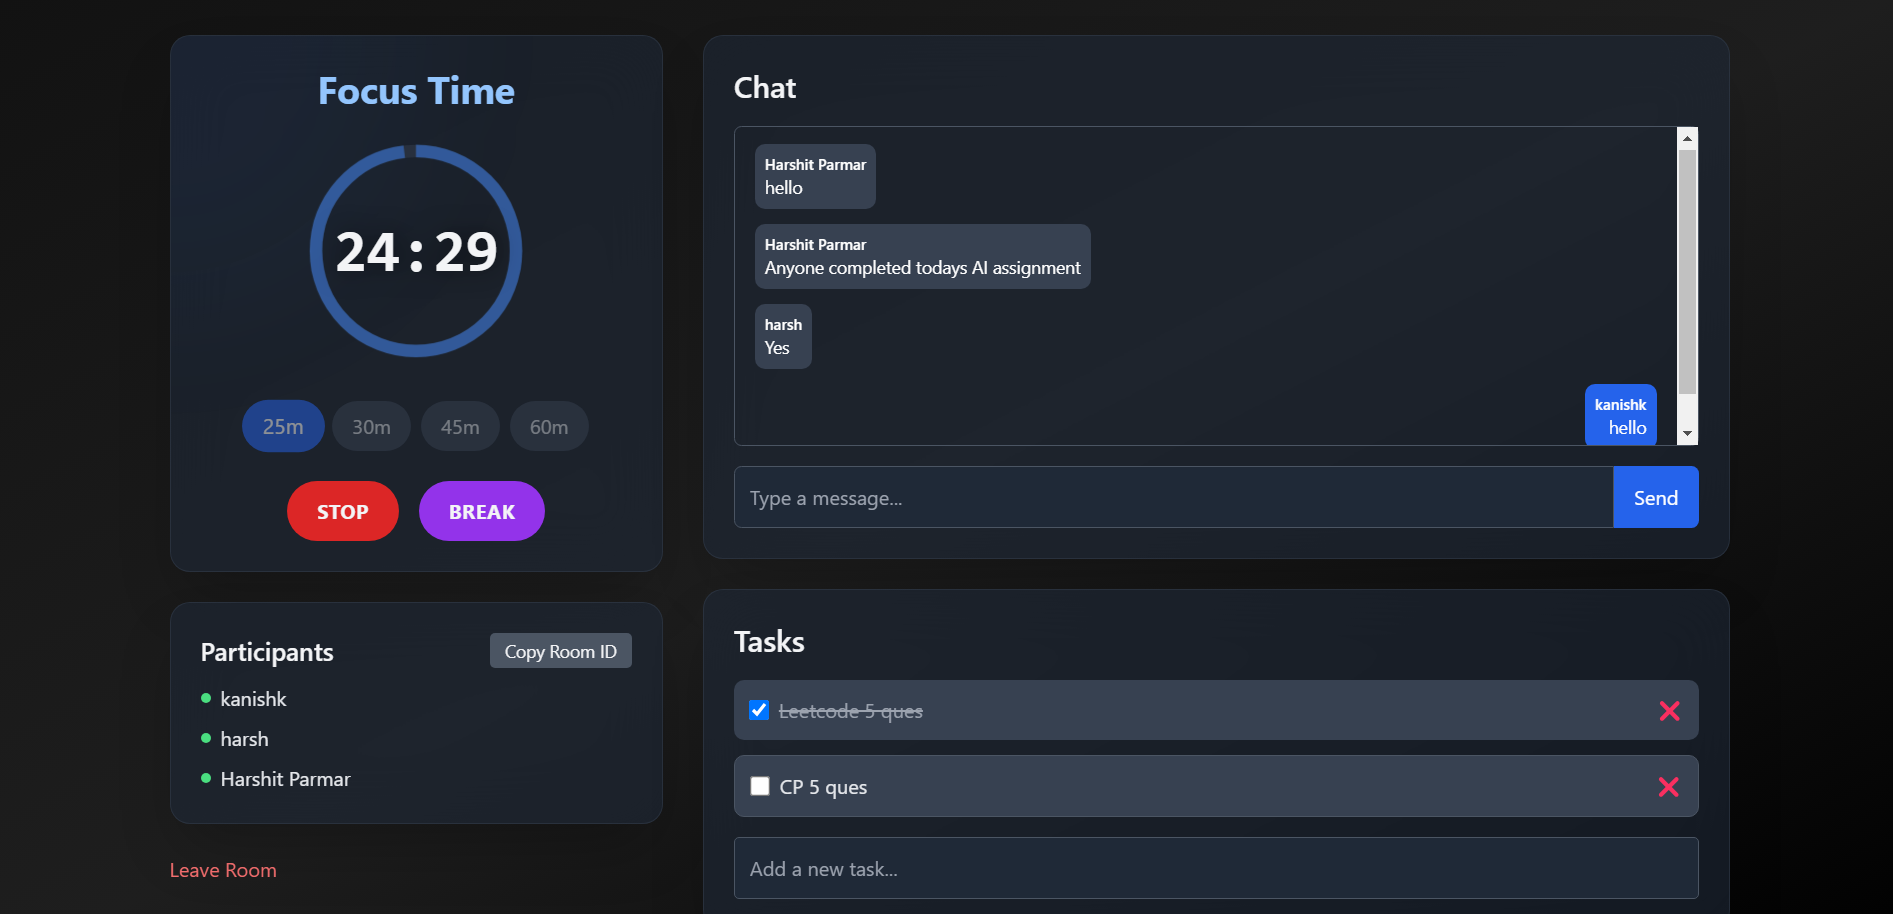 Focus Time
24:29
25m
30m
45m
60m
STOP
BREAK
Participants
Copy Room ID
kanishk
harsh
Harshit Parmar
Leave Room
Chat
Harshit Parmar
hello
Harshit Parmar
Anyone completed todays AI assignment
harsh
Yes
kanishk
hello
Type a message...
Send
Tasks
Leetcode 5 ques
CP 5 ques
Add a new task...